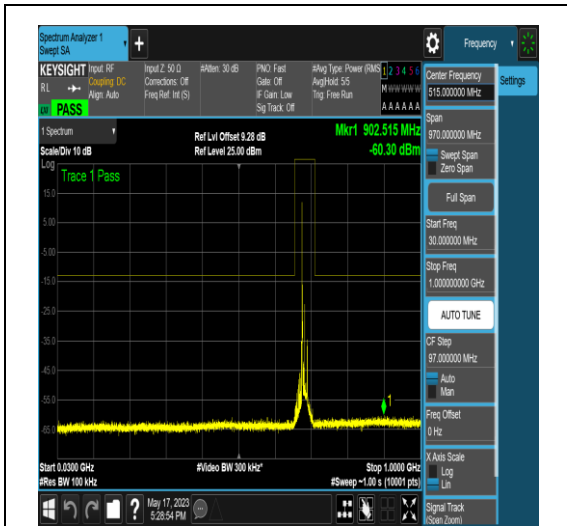 Spectrum Analyzer 1
Swept SA
Frequency
KEYSIGHT
RL
PASS
Input: RF
Coupling: DC
Align: Auto
Input Z: 50 Ω
Corrections: Off
Freq Ref: Int (S)
#Atten: 30 dB
PNO: Fast
Gate: Off
IF Gain: Low
Sig Track: Off
#Avg Type: Power (RMS
Avg|Hold: 5/5
Trig: Free Run
1 2 3 4 5 6
M W W W W W
A A A A A A
1 Spectrum
Scale/Div 10 dB
Ref Lvl Offset 9.28 dB
Ref Level 25.00 dBm
Mkr1 902.515 MHz
-60.30 dBm
Log
Trace 1 Pass
15.0
5.00
-5.00
-15.0
-25.0
-35.0
-45.0
-55.0
-65.0
1
Start 0.0300 GHz
#Res BW 100 kHz
#Video BW 300 kHz*
Stop 1.0000 GHz
#Sweep ~1.00 s (10001 pts)
May 17, 2023
5:28:54 PM
Center Frequency
515.000000 MHz
Settings
Span
970.000000 MHz
Swept Span
Zero Span
Full Span
Start Freq
30.000000 MHz
Stop Freq
1.000000000 GHz
AUTO TUNE
CF Step
97.000000 MHz
Auto
Man
Freq Offset
0 Hz
X Axis Scale
Log
Lin
Signal Track
(Span Zoom)